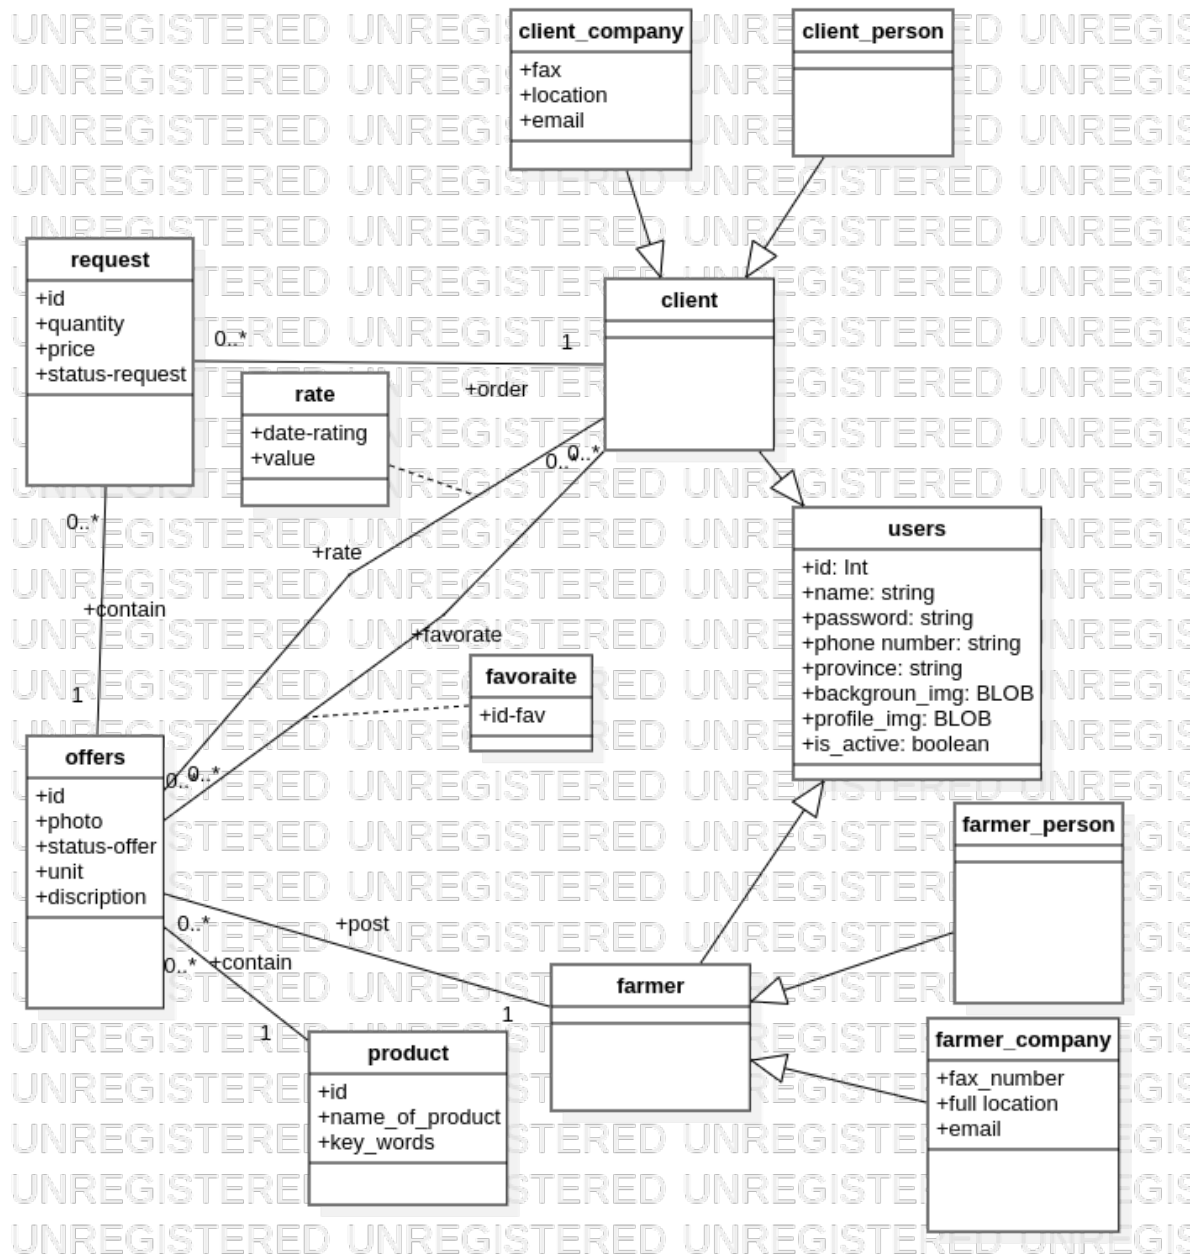 client_company
+fax
+location
+email
client_person
request
+id
+quantity
+price
+status-request
client
0..*
1
+order
rate
+date-rating
+value
0..*
0..*
+rate
+favorate
favoraite
+id-fav
users
+id: Int
+name: string
+password: string
+phone number: string
+province: string
+backgroun_img: BLOB
+profile_img: BLOB
+is_active: boolean
0..*
+contain
1
offers
+id
+photo
+status-offer
+unit
+discription
0..*
0..*
0..*
+post
1
0..*
+contain
1
farmer
farmer_person
farmer_company
+fax_number
+full location
+email
product
+id
+name_of_product
+key_words
UNREGISTERED